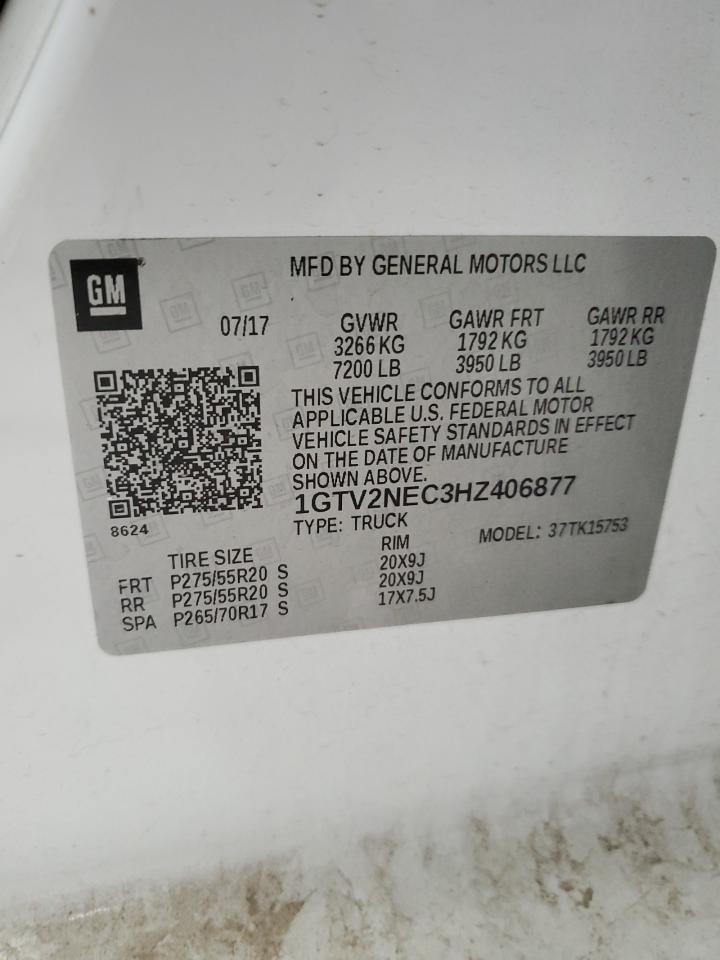 GM
MFD BY GENERAL MOTORS LLC
07/17 GVWR GAWR FRT GAWR RR
3266 KG 1792 KG 1792 KG
7200 LB 3950 LB 3950 LB
THIS VEHICLE CONFORMS TO ALL
APPLICABLE U.S. FEDERAL MOTOR
VEHICLE SAFETY STANDARDS IN EFFECT
ON THE DATE OF MANUFACTURE
SHOWN ABOVE.
1GTV2NEC3HZ406877
8624
TYPE: TRUCK MODEL: 37TK15753
TIRE SIZE RIM
FRT P275/55R20 S 20X9J
RR P275/55R20 S 20X9J
SPA P265/70R17 S 17X7.5J